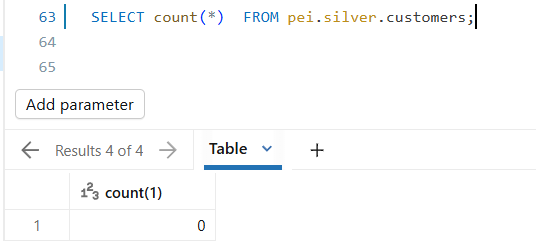 63 SELECT count(*) FROM pei.silver.customers;
64
65
Add parameter
Results 4 of 4 Table +
123 count(1)
1 0